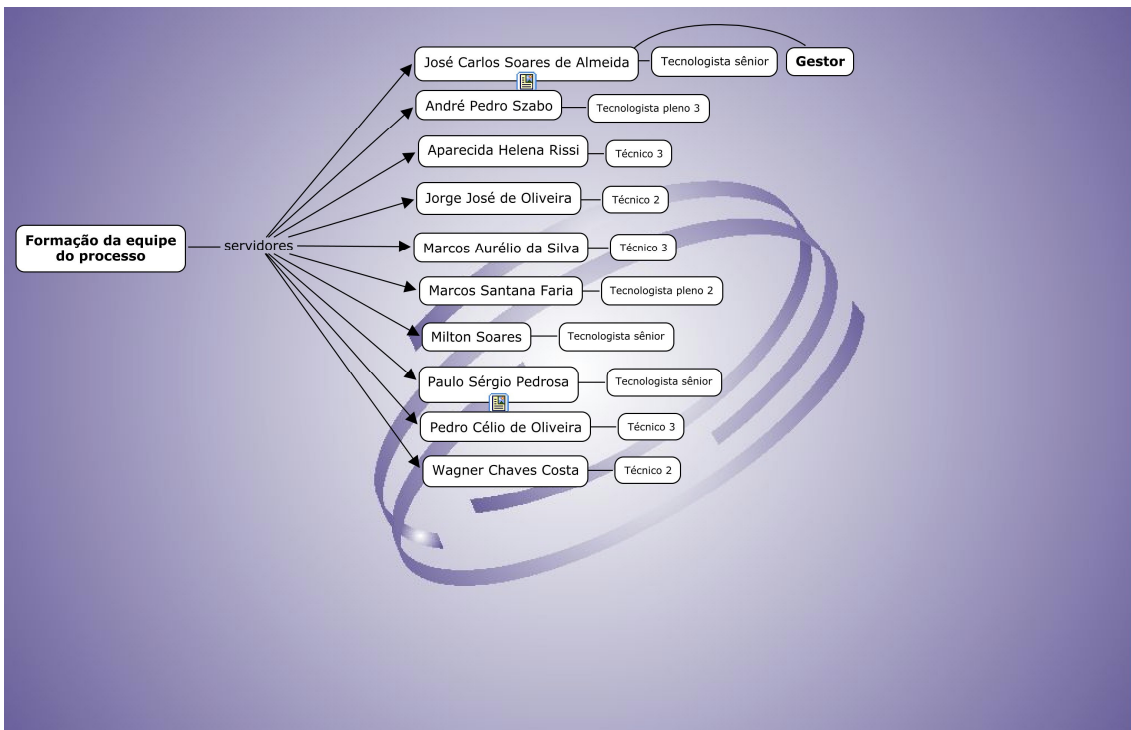 José Carlos Soares de Almeida
Tecnologista sênior
Gestor
André Pedro Szabo
Tecnologista pleno 3
Aparecida Helena Rissi
Técnico 3
Jorge José de Oliveira
Técnico 2
Formação da equipe
do processo
servidores
Marcos Aurélio da Silva
Técnico 3
Marcos Santana Faria
Tecnologista pleno 2
Milton Soares
Tecnologista sênior
Paulo Sérgio Pedrosa
Tecnologista sênior
Pedro Célio de Oliveira
Técnico 3
Wagner Chaves Costa
Técnico 2